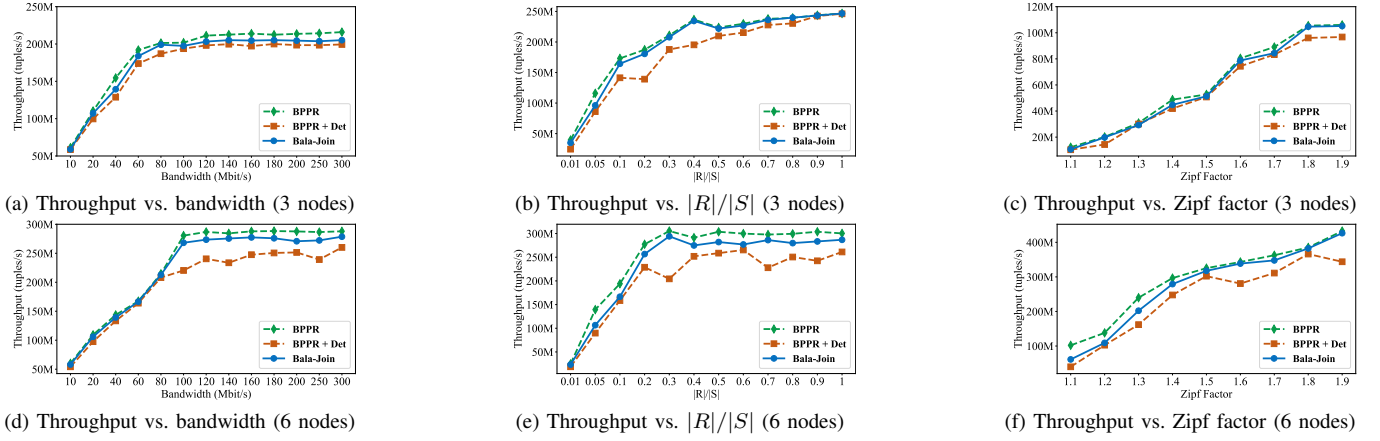 250M
200M
150M
100M
50M
Throughput (tuples/s)
BPPR
BPPR + Det
Bala-Join
10 20 40 60 80 100 120 140 160 180 200 250 300
Bandwidth (Mbit/s)
(a) Throughput vs. bandwidth (3 nodes)
250M
200M
150M
100M
50M
Throughput (tuples/s)
BPPR
BPPR + Det
Bala-Join
0.01 0.05 0.1 0.2 0.3 0.4 0.5 0.6 0.7 0.8 0.9 1
|R|/|S|
(b) Throughput vs. |R|/|S| (3 nodes)
120M
100M
80M
60M
40M
20M
Throughput (tuples/s)
BPPR
BPPR + Det
Bala-Join
1.1 1.2 1.3 1.4 1.5 1.6 1.7 1.8 1.9
Zipf Factor
(c) Throughput vs. Zipf factor (3 nodes)
300M
250M
200M
150M
100M
50M
Throughput (tuples/s)
BPPR
BPPR + Det
Bala-Join
10 20 40 60 80 100 120 140 160 180 200 250 300
Bandwidth (Mbit/s)
(d) Throughput vs. bandwidth (6 nodes)
300M
250M
200M
150M
100M
50M
Throughput (tuples/s)
BPPR
BPPR + Det
Bala-Join
0.01 0.05 0.1 0.2 0.3 0.4 0.5 0.6 0.7 0.8 0.9 1
|R|/|S|
(e) Throughput vs. |R|/|S| (6 nodes)
400M
300M
200M
100M
Throughput (tuples/s)
BPPR
BPPR + Det
Bala-Join
1.1 1.2 1.3 1.4 1.5 1.6 1.7 1.8 1.9
Zipf Factor
(f) Throughput vs. Zipf factor (6 nodes)